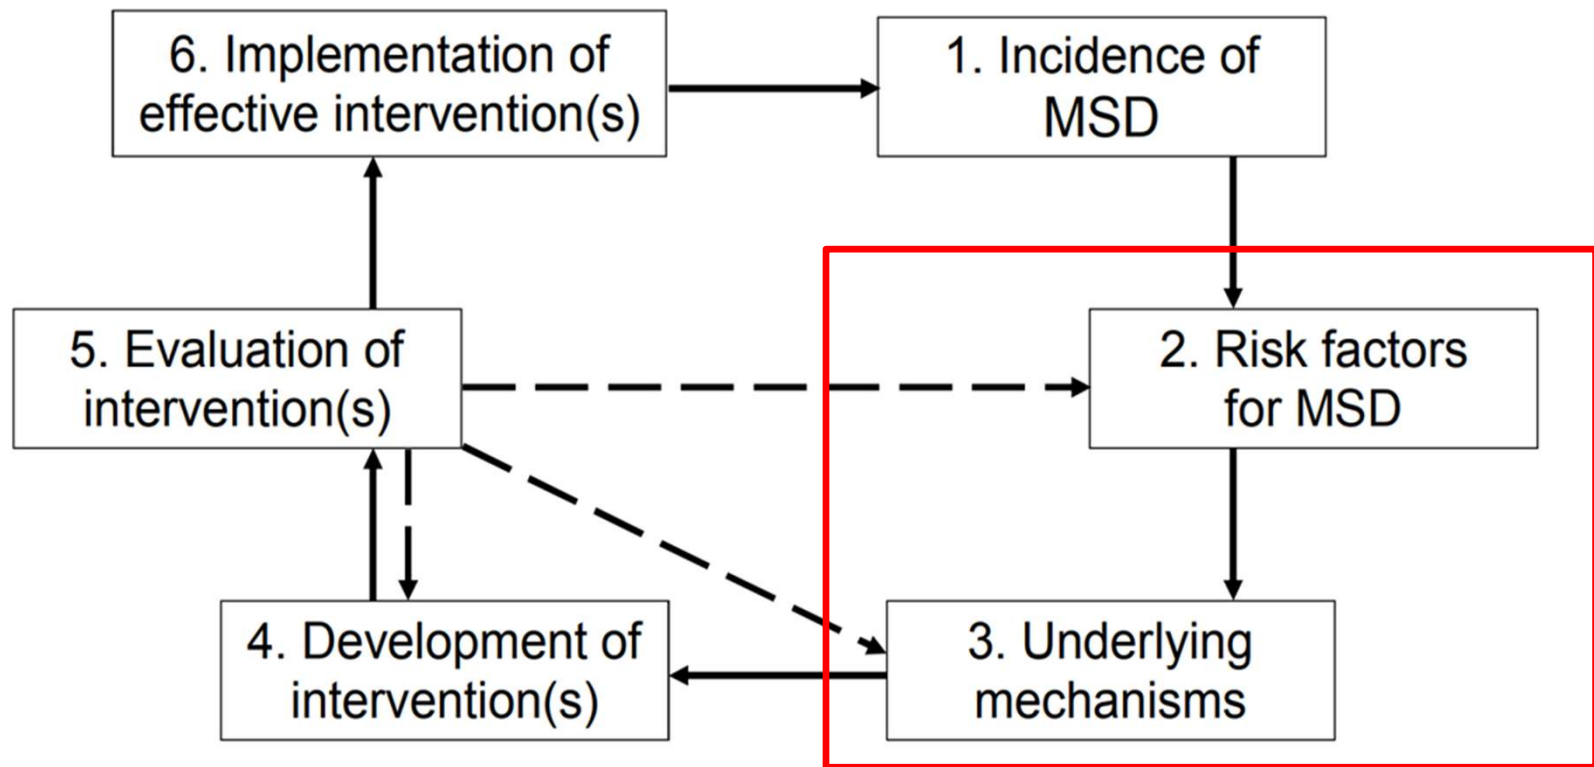 6. Implementation of
effective intervention(s)
1. Incidence of
MSD
5. Evaluation of
intervention(s)
2. Risk factors
for MSD
4. Development of
intervention(s)
3. Underlying
mechanisms